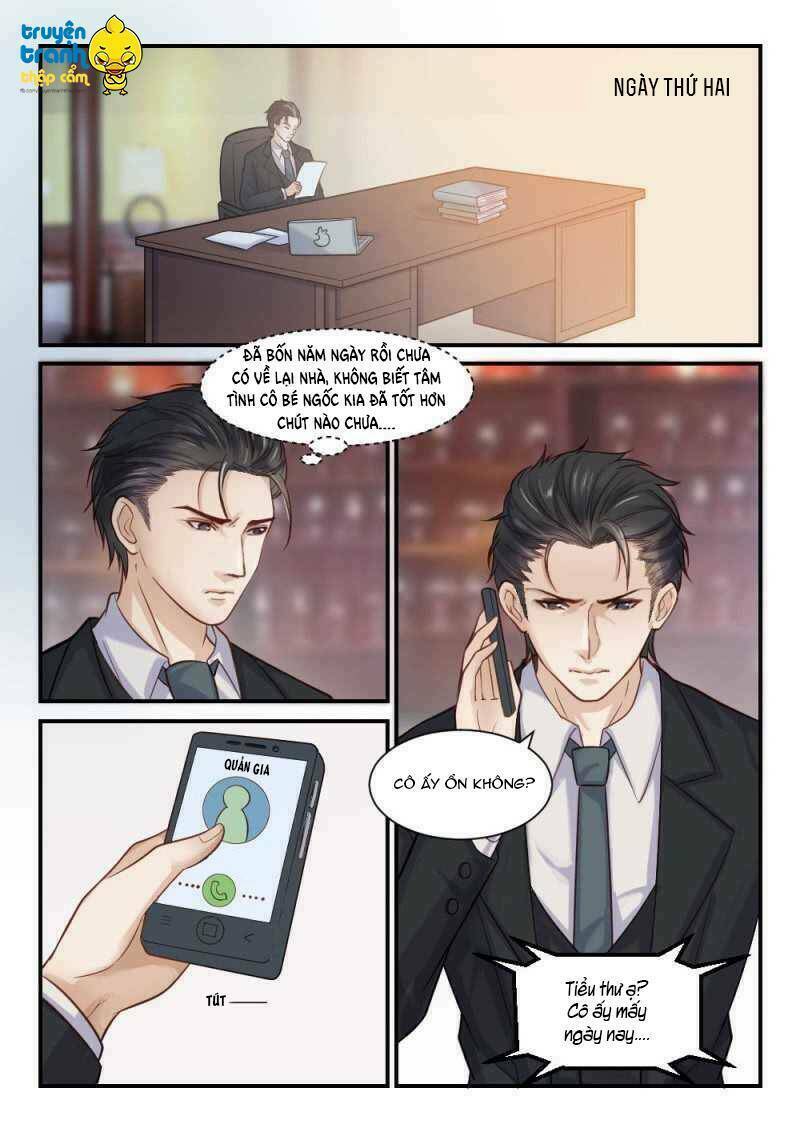 truyện
tranh
thập cẩm
NGÀY THỨ HAI
ĐÃ BỐN NĂM NGÀY RỒI CHƯA
CÓ VỀ LẠI NHÀ, KHÔNG BIẾT TÂM
TÌNH CÔ BÉ NGỐC KIA ĐÃ TỐT HƠN
CHÚT NÀO CHƯA....
QUẢN GIA
TÚT
CÔ ẤY ỔN KHÔNG?
Tiểu thư ạ?
Cô ấy mấy
ngày nay....